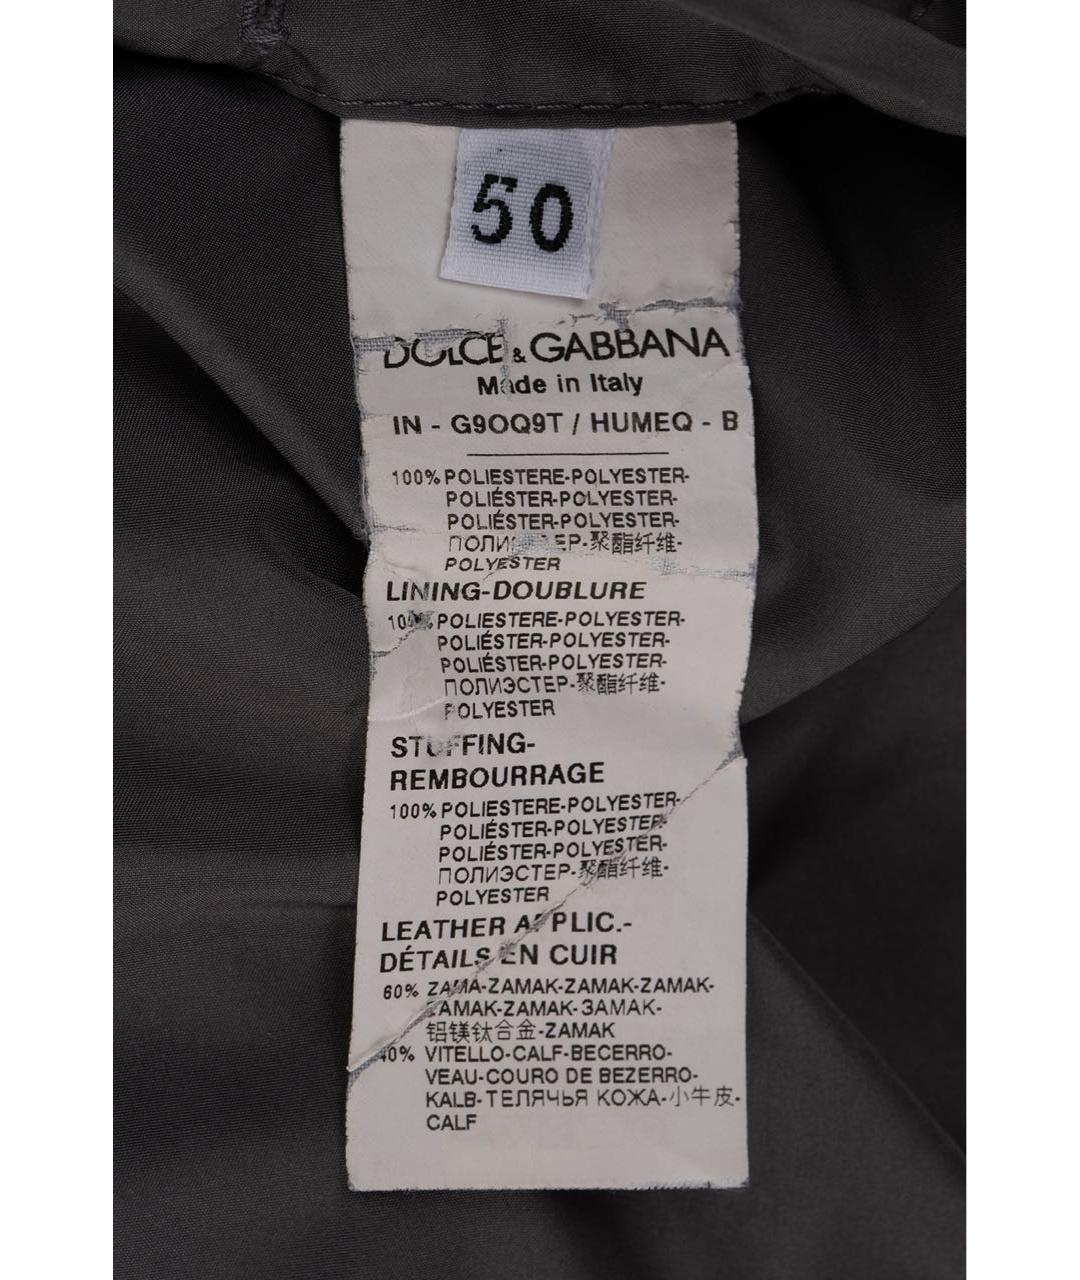 50
DOLCE & GABBANA
Made in Italy
IN - G9OQ9T / HUMEQ - B
100% POLIESTERE-POLYESTER-
POLIÉSTER-POLYESTER-
POLIÉSTER-POLYESTER-
ПОЛИЭСТЕР-聚酯纤维-
POLYESTER
LINING-DOUBLURE
100% POLIESTERE-POLYESTER-
POLIÉSTER-POLYESTER-
POLIÉSTER-POLYESTER-
ПОЛИЭСТЕР-聚酯纤维-
POLYESTER
STUFFING-
REMBOURRAGE
100% POLIESTERE-POLYESTER-
POLIÉSTER-POLYESTER-
POLIÉSTER-POLYESTER-
ПОЛИЭСТЕР-聚酯纤维-
POLYESTER
LEATHER APPLIC.-
DÉTAILS EN CUIR
60% ZAMA-ZAMAK-ZAMAK-ZAMAK-
ZAMAK-ZAMAK-ЗАМАК-
铝镁钛合金-ZAMAK
40% VITELLO-CALF-BECERRO-
VEAU-COURO DE BEZERRO-
KALB-ТЕЛЯЧЬЯ КОЖА-小牛皮-
CALF